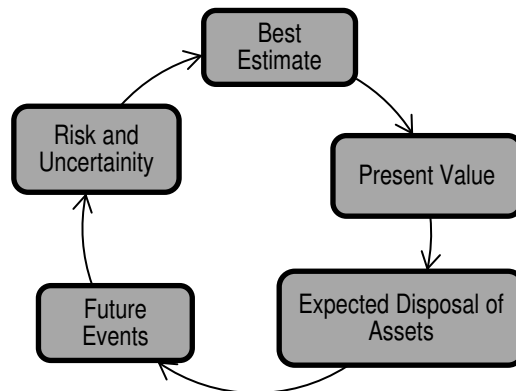 Best
Estimate
Risk and
Uncertainity
Present Value
Future
Events
Expected Disposal of
Assets